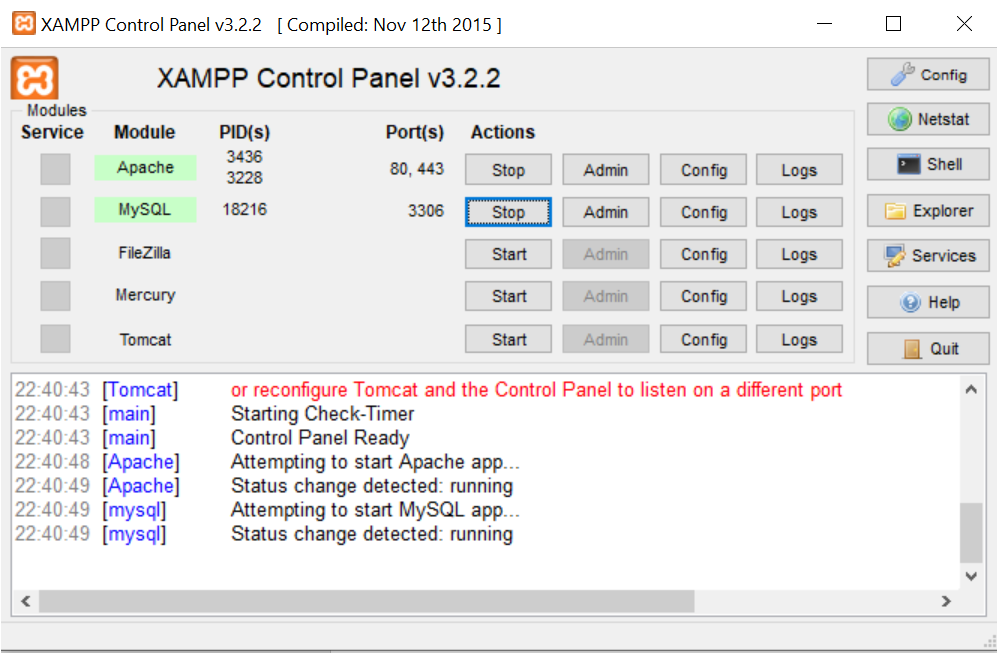 XAMPP Control Panel v3.2.2 [ Compiled: Nov 12th 2015 ]
XAMPP Control Panel v3.2.2
Config
Modules
Service Module PID(s) Port(s) Actions
Netstat
Apache 3436 3228 80, 443 Stop Admin Config Logs
Shell
MySQL 18216 3306 Stop Admin Config Logs
Explorer
FileZilla Start Admin Config Logs
Services
Mercury Start Admin Config Logs
Help
Tomcat Start Admin Config Logs
Quit
22:40:43 [Tomcat] or reconfigure Tomcat and the Control Panel to listen on a different port
22:40:43 [main] Starting Check-Timer
22:40:43 [main] Control Panel Ready
22:40:48 [Apache] Attempting to start Apache app...
22:40:49 [Apache] Status change detected: running
22:40:49 [mysql] Attempting to start MySQL app...
22:40:49 [mysql] Status change detected: running